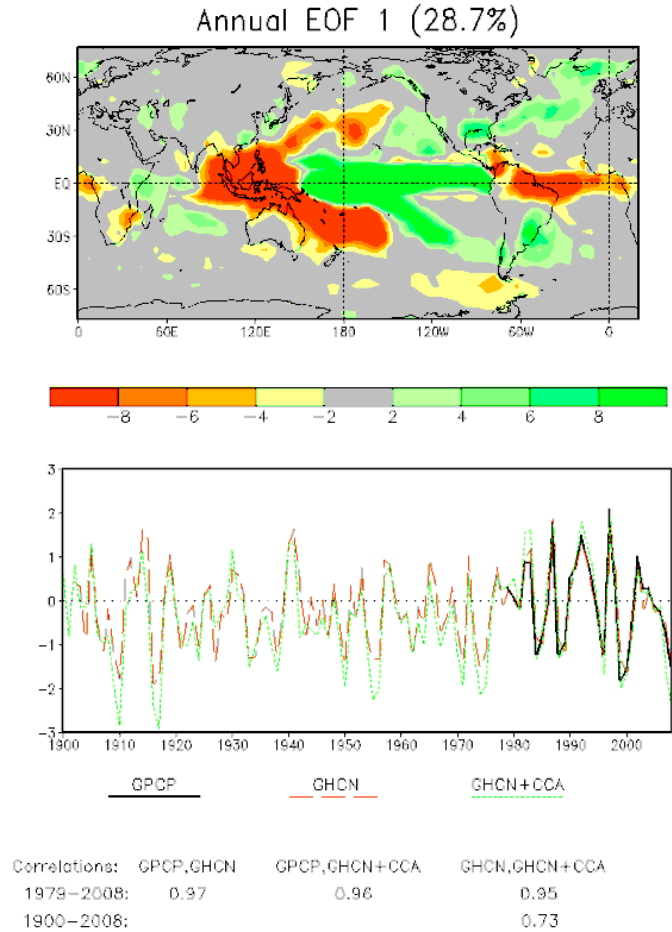 Annual EOF 1 (28.7%)
60N
30N
EQ
30S
60S
0 60E 120E 180 120W 60W 0
-8 -6 -4 -2 2 4 6 8
3
2
1
0
-1
-2
-3
1900 1910 1920 1930 1940 1950 1960 1970 1980 1990 2000
GPCP GHCN GHCN+CCA
Correlations: GPCP,GHCN GPCP,GHCN+CCA GHCN,GHCN+CCA
1979-2008: 0.97 0.96 0.95
1900-2008: 0.73